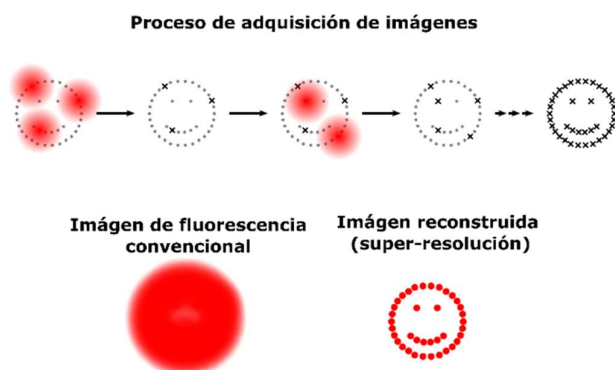 Proceso de adquisición de imágenes
Imágen de fluorescencia
convencional
Imágen reconstruida
(super-resolución)